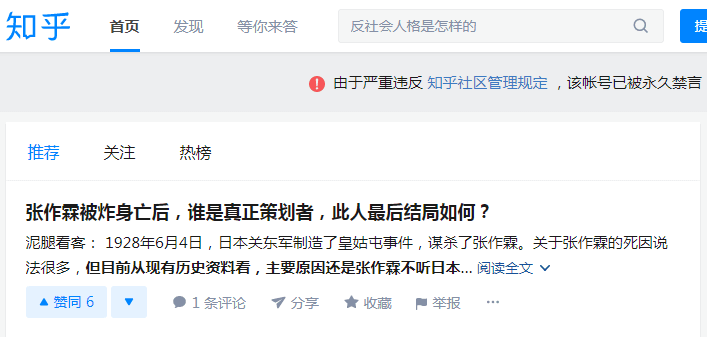 知乎 首页 发现 等你来答 反社会人格是怎样的 提
由于严重违反 知乎社区管理规定 ，该帐号已被永久禁言
推荐 关注 热榜
张作霖被炸身亡后，谁是真正策划者，此人最后结局如何？
泥腿看客： 1928年6月4日，日本关东军制造了皇姑屯事件，谋杀了张作霖。关于张作霖的死因说
法很多，但目前从现有历史资料看，主要原因还是张作霖不听日本... 阅读全文
赞同 6 1 条评论 分享 收藏 举报 ···